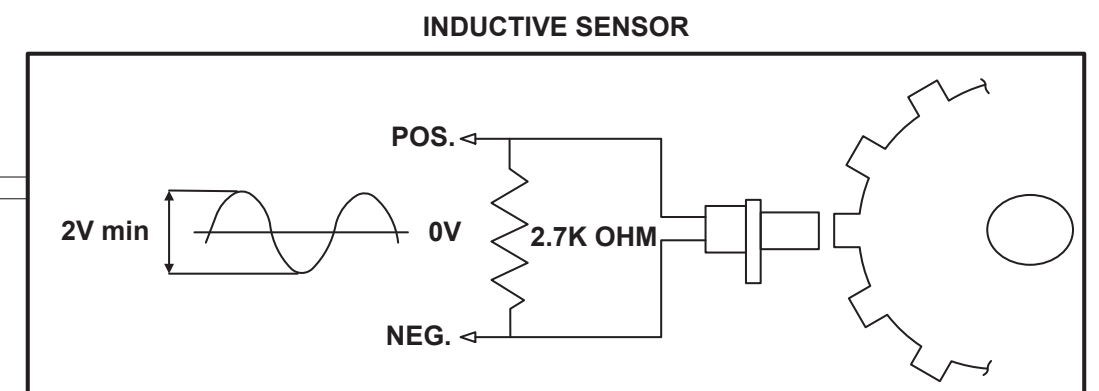 INDUCTIVE SENSOR
POS.
2V min
0V
2.7K OHM
NEG.